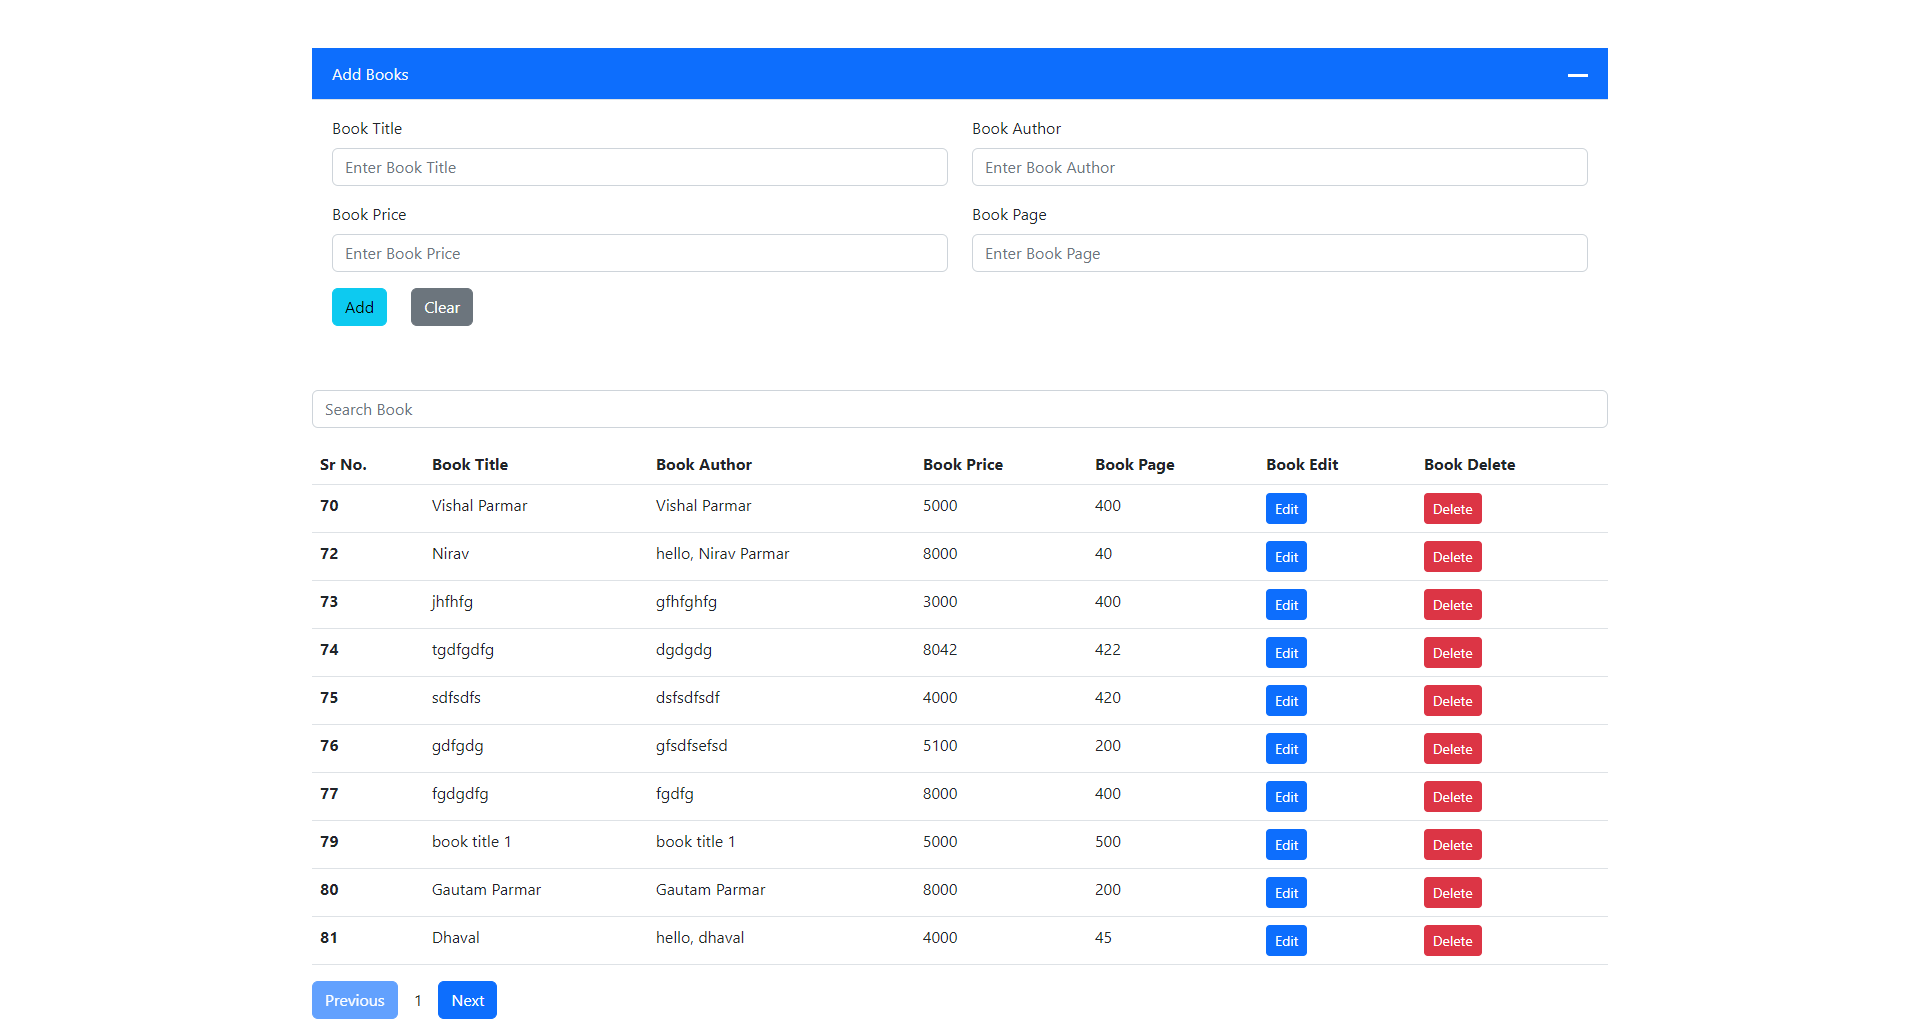 Add Books
Book Title Book Author
Enter Book Title Enter Book Author
Book Price Book Page
Enter Book Price Enter Book Page
Add Clear
Search Book
Sr No. Book Title Book Author Book Price Book Page Book Edit Book Delete
70 Vishal Parmar Vishal Parmar 5000 400 Edit Delete
72 Nirav hello, Nirav Parmar 8000 40 Edit Delete
73 jhfhfg gfhfghfg 3000 400 Edit Delete
74 tgdfgdfg dgdgdg 8042 422 Edit Delete
75 sdfsdfs dsfsdfsdf 4000 420 Edit Delete
76 gdfgdg gfsdfsefsd 5100 200 Edit Delete
77 fgdgdfg fgdfg 8000 400 Edit Delete
79 book title 1 book title 1 5000 500 Edit Delete
80 Gautam Parmar Gautam Parmar 8000 200 Edit Delete
81 Dhaval hello, dhaval 4000 45 Edit Delete
Previous 1 Next